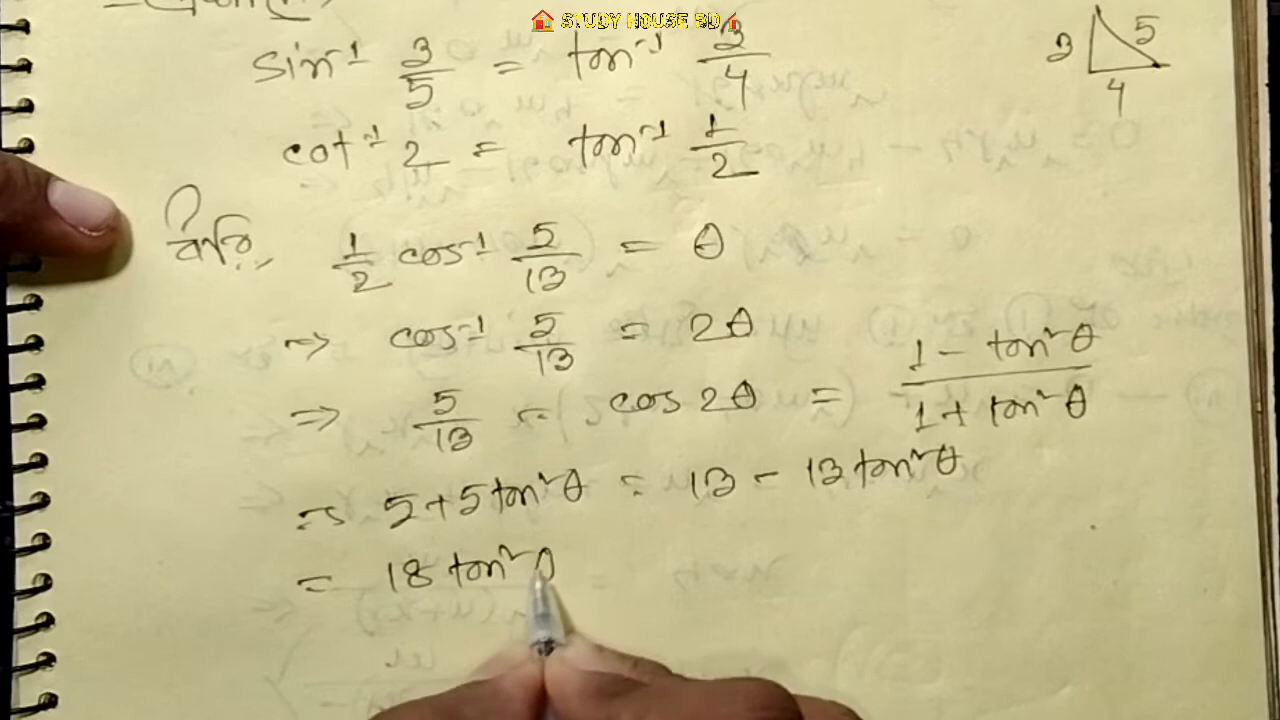 🏠 STUDY HOUSE BD 🏠
sin⁻¹ 3/5 = tan⁻¹ 3/4
3 5 4
cot⁻¹ 2 = tan⁻¹ 1/2
ধরি, 1/2 cos⁻¹ 5/13 = θ
⇒ cos⁻¹ 5/13 = 2θ
⇒ 5/13 = cos 2θ = (1 - tan²θ)/(1 + tan²θ)
⇒ 5 + 5 tan²θ = 13 - 13 tan²θ
= 18 tan²θ